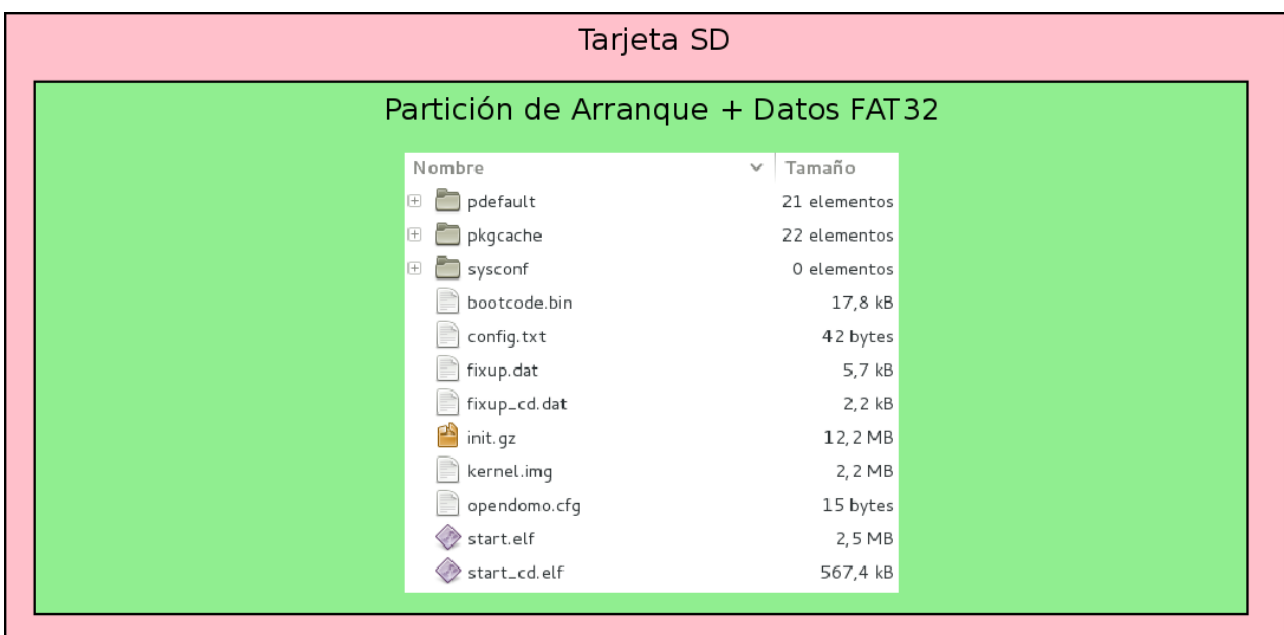 Tarjeta SD
Partición de Arranque + Datos FAT32
Nombre Tamaño
pdefault 21 elementos
pkgcache 22 elementos
sysconf 0 elementos
bootcode.bin 17,8 kB
config.txt 42 bytes
fixup.dat 5,7 kB
fixup_cd.dat 2,2 kB
init.gz 12,2 MB
kernel.img 2,2 MB
opendomo.cfg 15 bytes
start.elf 2,5 MB
start_cd.elf 567,4 kB